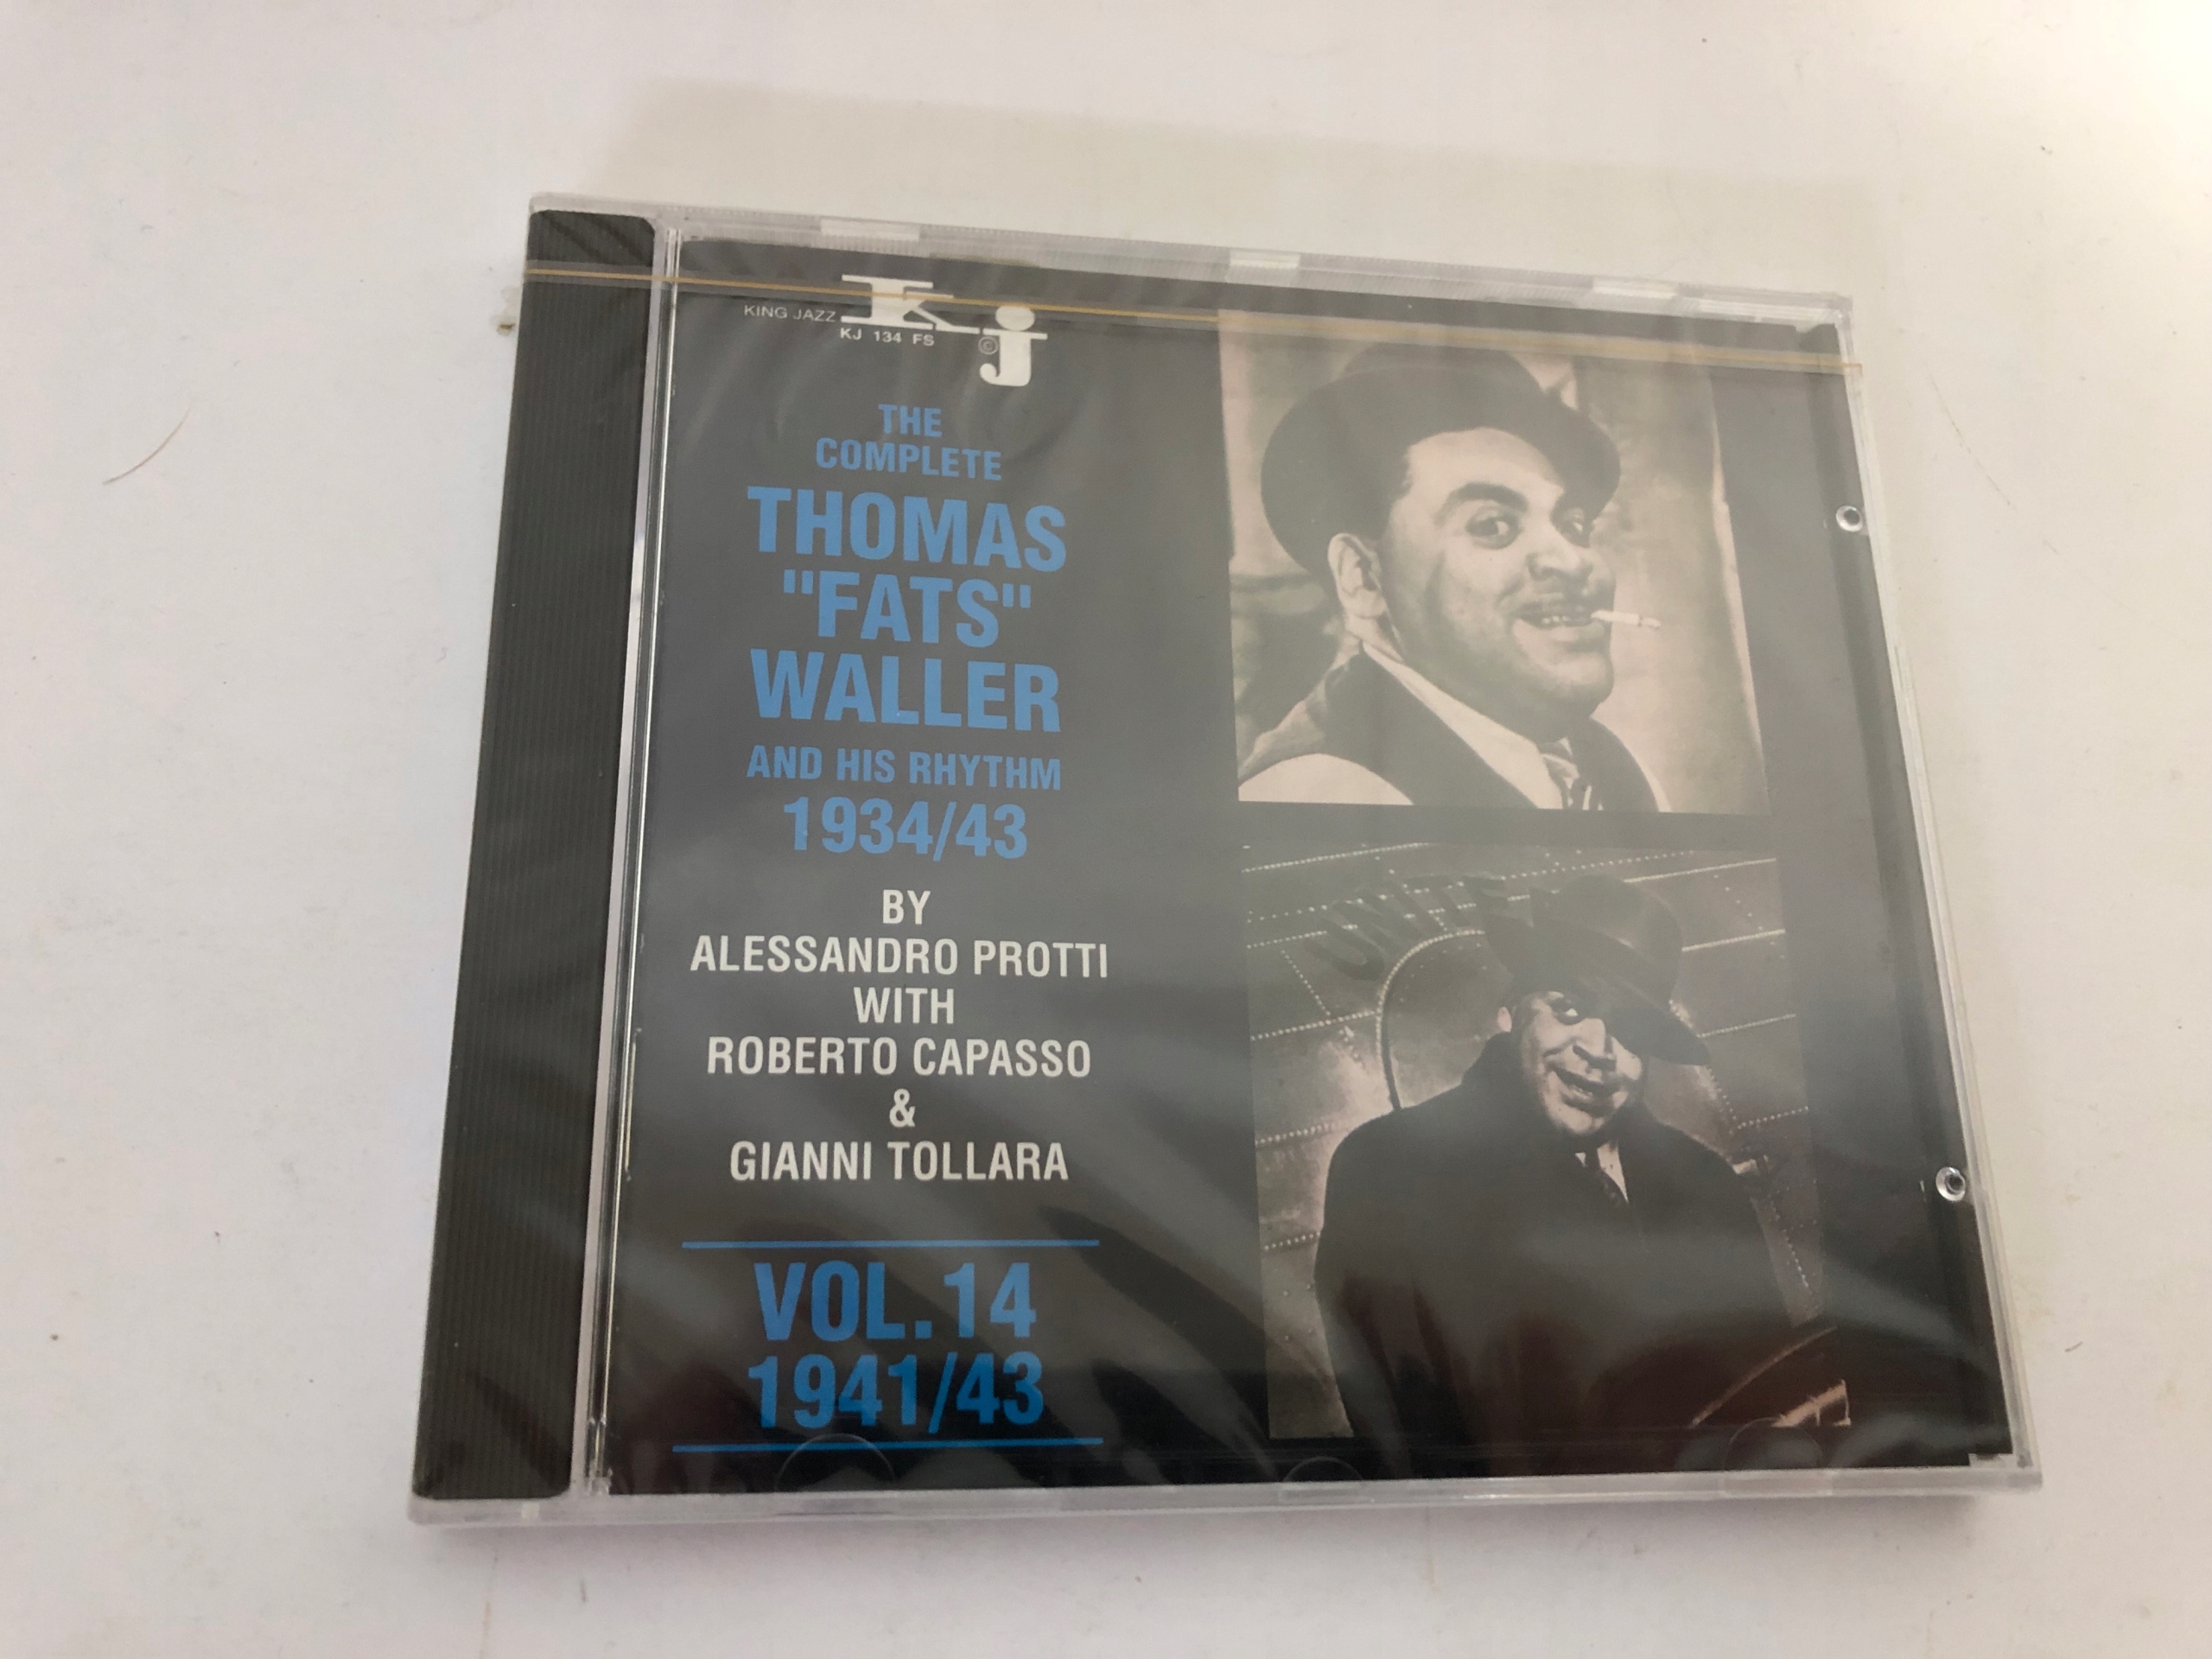 KING JAZZ
Kj
KJ 134 FS
©
THE
COMPLETE
THOMAS
"FATS"
WALLER
AND HIS RHYTHM
1934/43
BY
ALESSANDRO PROTTI
WITH
ROBERTO CAPASSO
&
GIANNI TOLLARA
VOL.14
1941/43